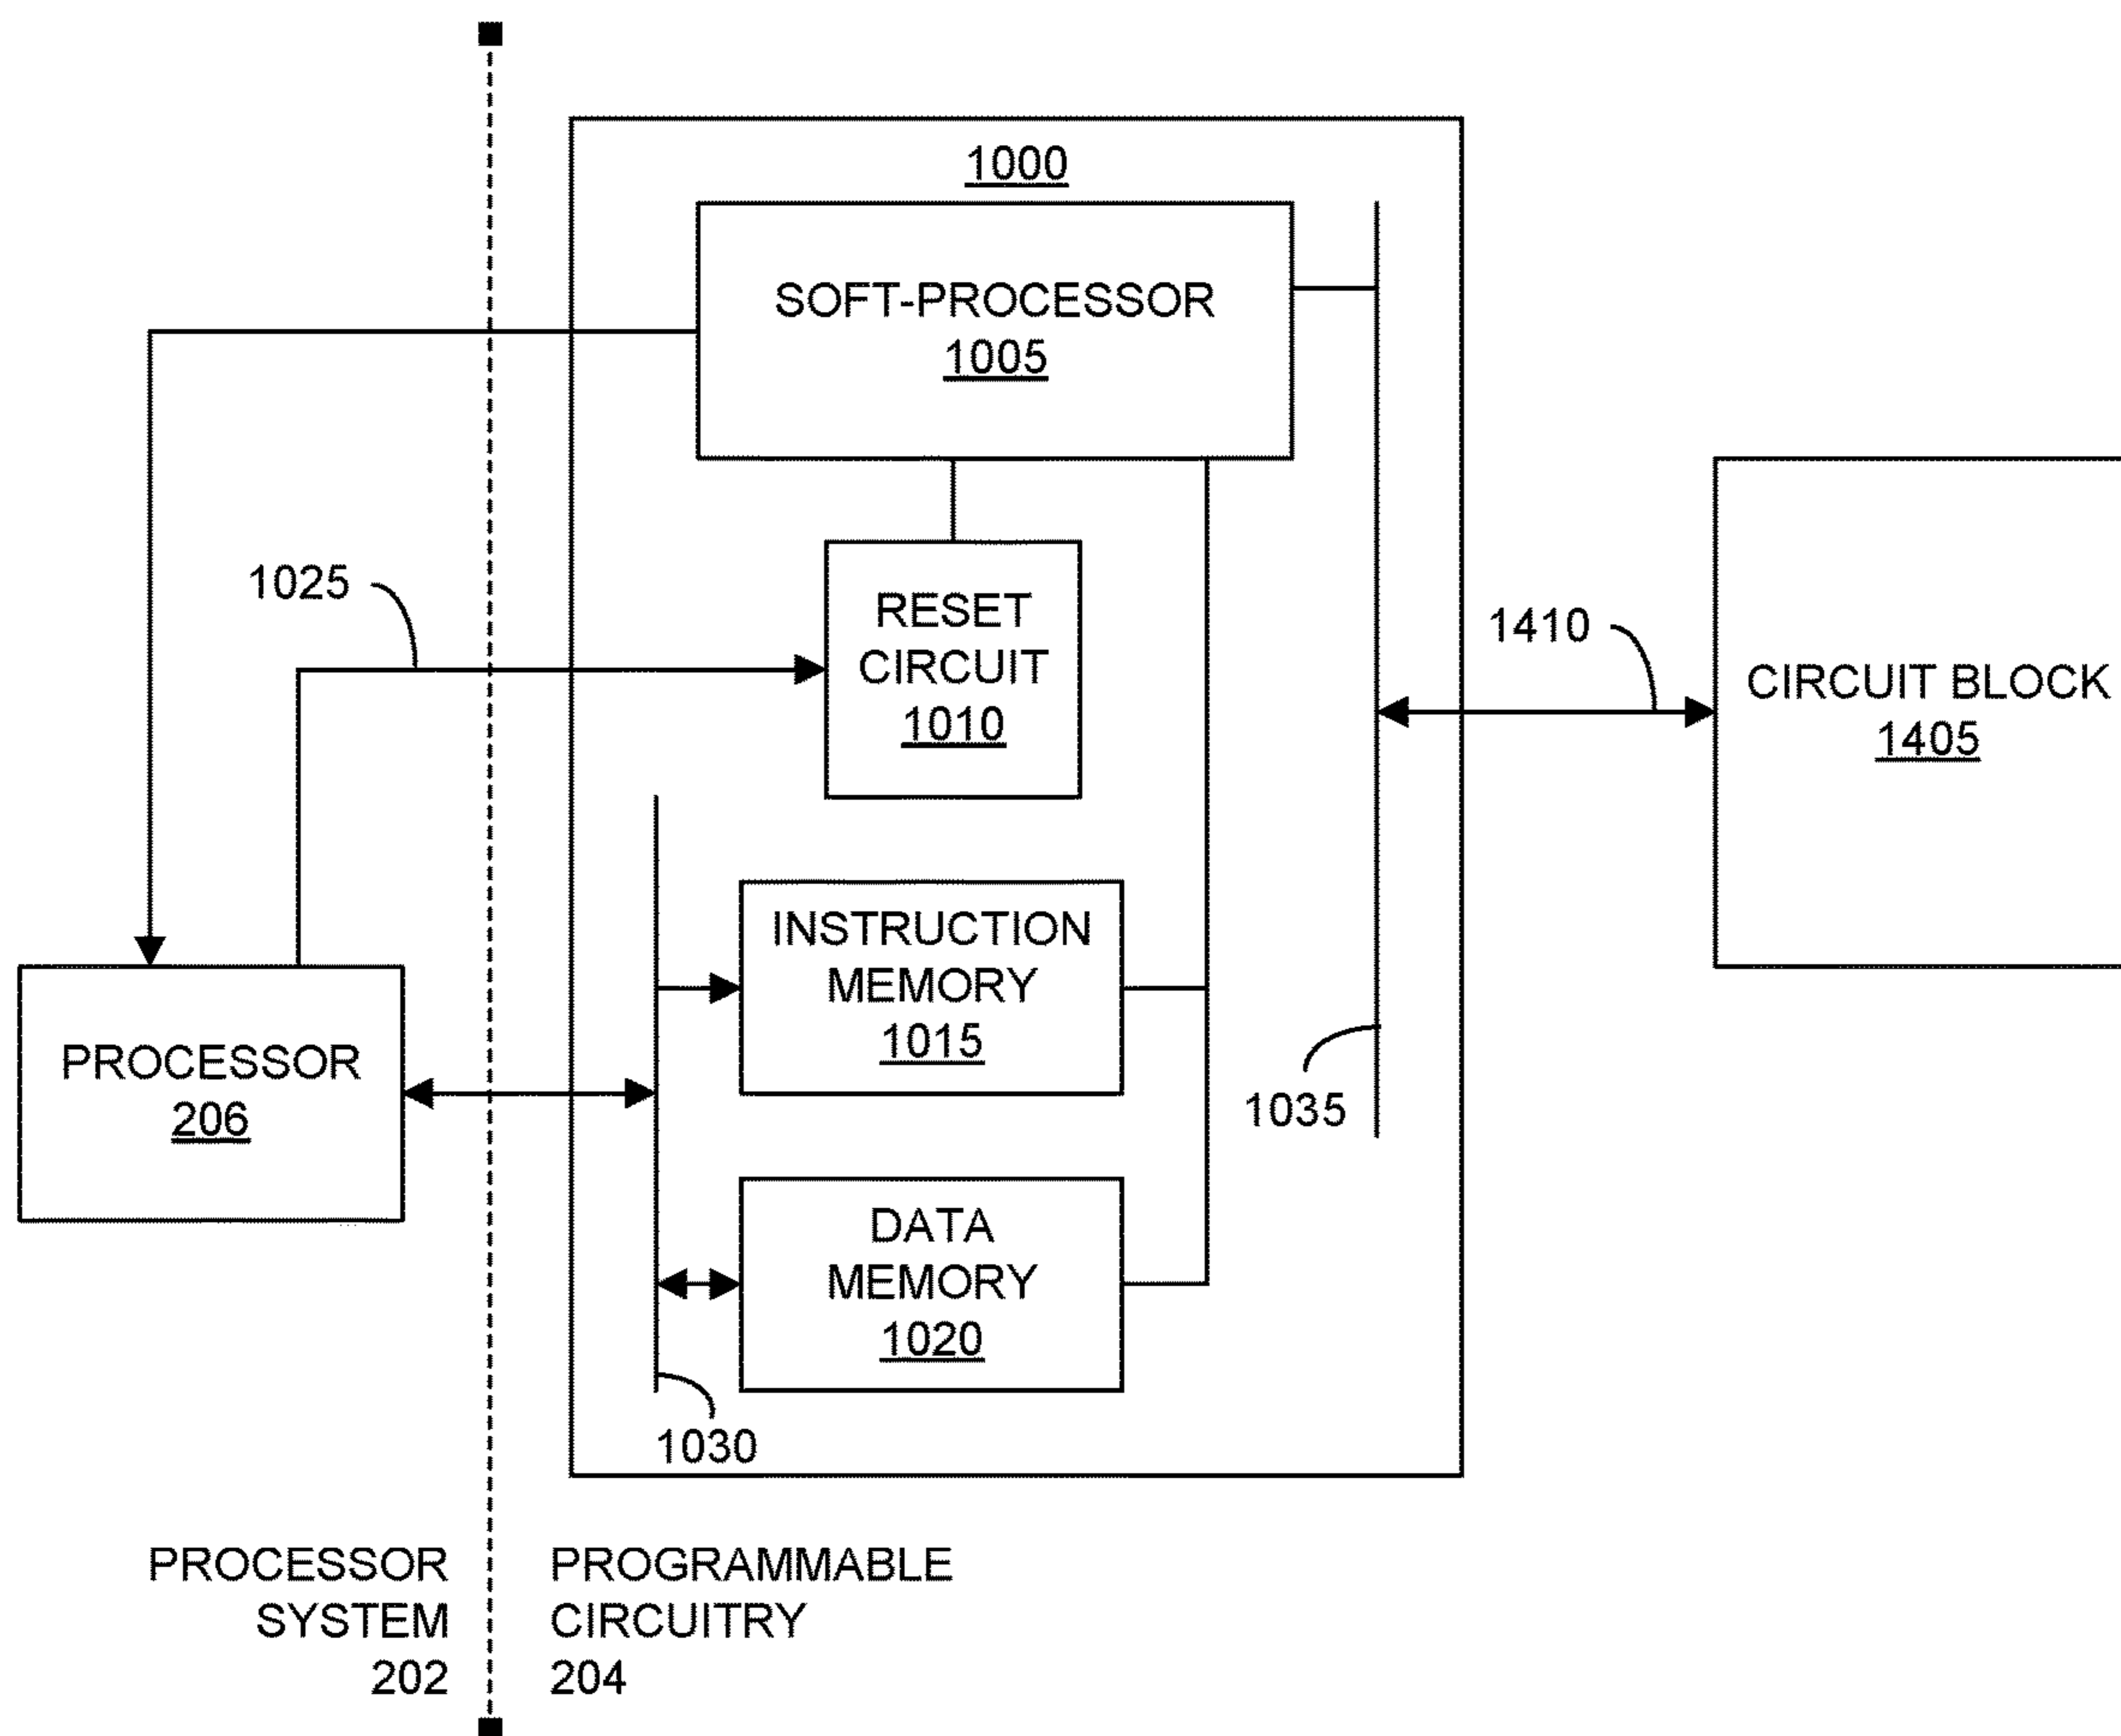 1000
SOFT-PROCESSOR
1005
1025
RESET
CIRCUIT
1010
1410
CIRCUIT BLOCK
1405
INSTRUCTION
MEMORY
1015
PROCESSOR
206
1035
DATA
MEMORY
1020
1030
PROCESSOR
SYSTEM
202
PROGRAMMABLE
CIRCUITRY
204